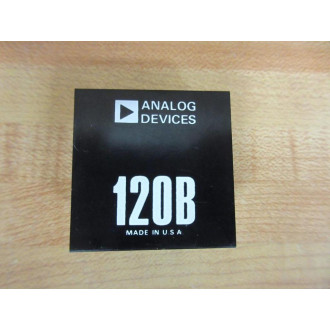 ANALOG
DEVICES
120B
MADE IN U S A